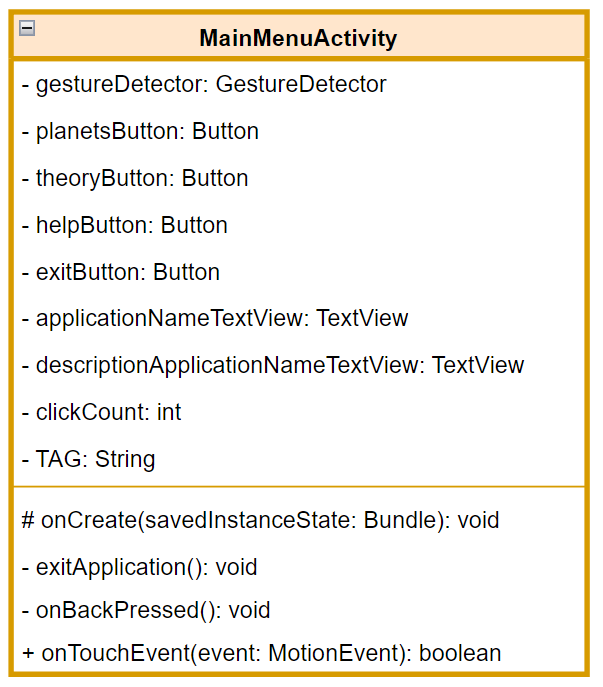 MainMenuActivity
- gestureDetector: GestureDetector
- planetsButton: Button
- theoryButton: Button
- helpButton: Button
- exitButton: Button
- applicationNameTextView: TextView
- descriptionApplicationNameTextView: TextView
- clickCount: int
- TAG: String
# onCreate(savedInstanceState: Bundle): void
- exitApplication(): void
- onBackPressed(): void
+ onTouchEvent(event: MotionEvent): boolean